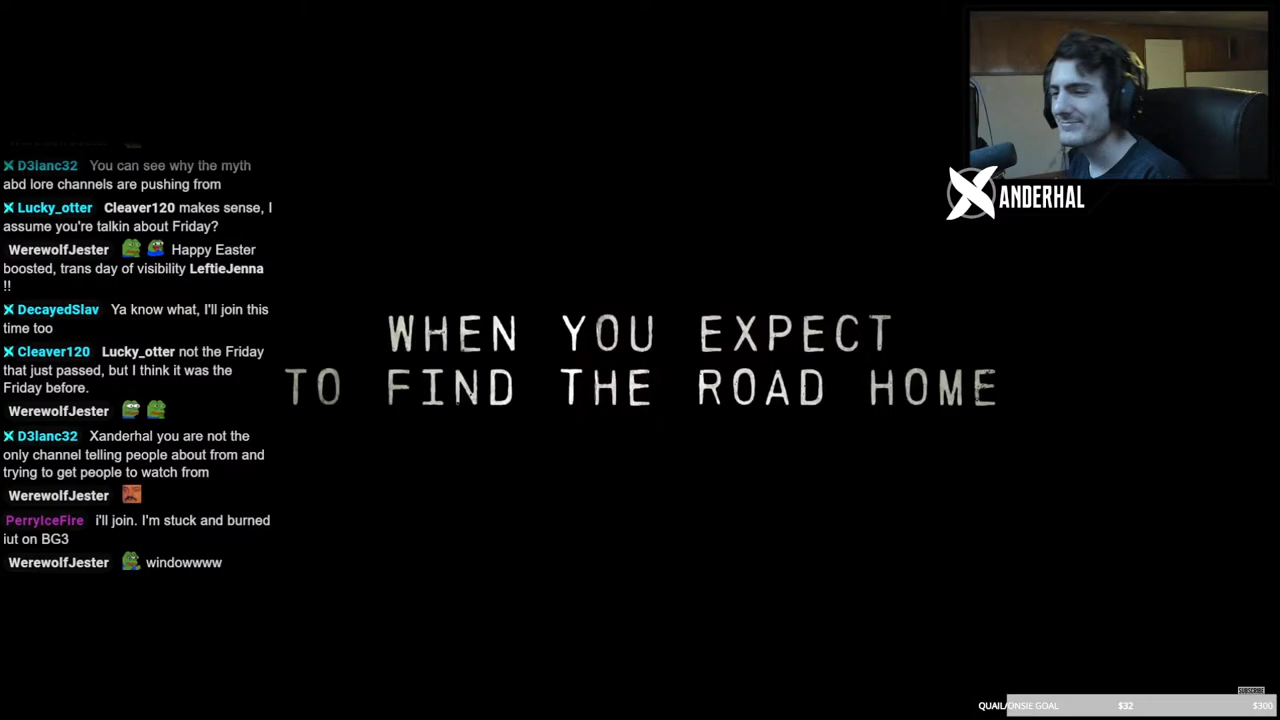 D3lanc32 You can see why the myth
abd lore channels are pushing from
Lucky_otter Cleaver120 makes sense, I
assume you're talkin about Friday?
WerewolfJester Happy Easter
boosted, trans day of visibility LeftieJenna
!!
DecayedSlav Ya know what, I'll join this
time too
Cleaver120 Lucky_otter not the Friday
that just passed, but I think it was the
Friday before.
WerewolfJester
D3lanc32 Xanderhal you are not the
only channel telling people about from and
trying to get people to watch from
WerewolfJester
PerryIceFire i'll join. I'm stuck and burned
iut on BG3
WerewolfJester windowwww
WHEN YOU EXPECT
TO FIND THE ROAD HOME
XANDERHAL
SUBSCRIBE
QUAIL/ONSIE GOAL $32 $300